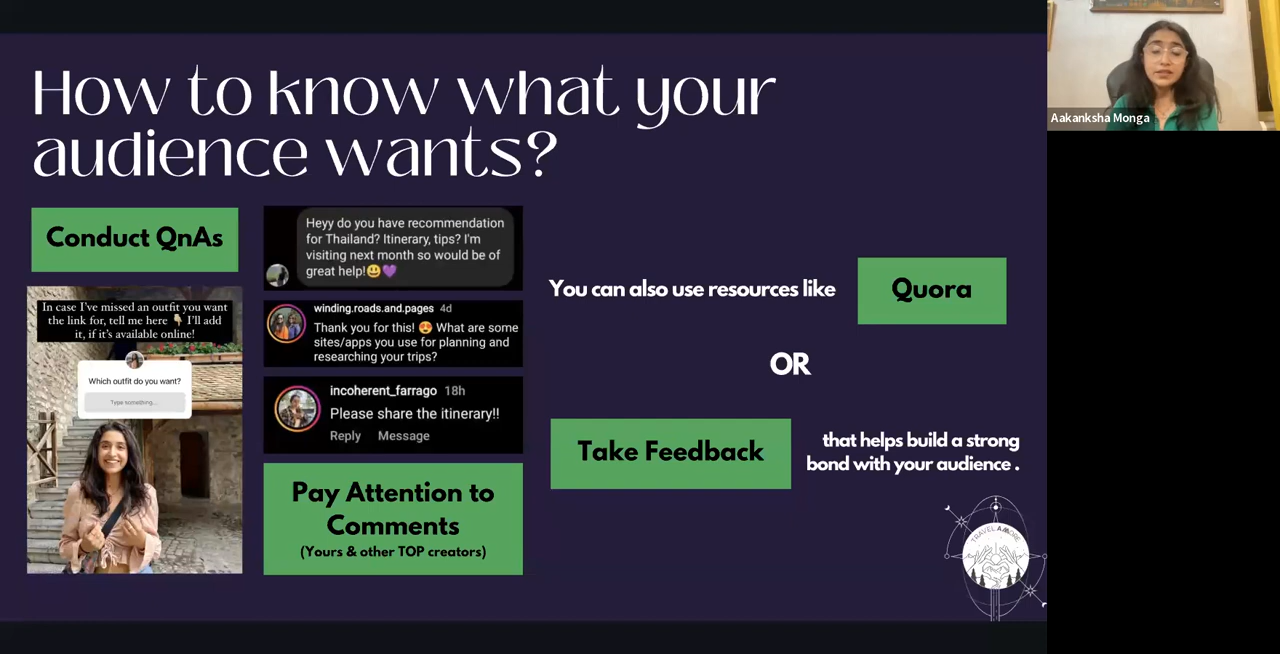 How to know what your
audience wants?
Aakanksha Monga
Conduct QnAs
In case I've missed an outfit you want
the link for, tell me here 👇 I'll add
it, if it's available online!
Which outfit do you want?
Type something...
Heyy do you have recommendation
for Thailand? Itinerary, tips? I'm
visiting next month so would be of
great help!😃💜
winding.roads.and.pages 4d
Thank you for this! 😍 What are some
sites/apps you use for planning and
researching your trips?
incoherent_farrago 18h
Please share the itinerary!!
Reply Message
Pay Attention to
Comments
(Yours & other TOP creators)
You can also use resources like
Quora
OR
Take Feedback
that helps build a strong
bond with your audience .
TRAVEL AMORE